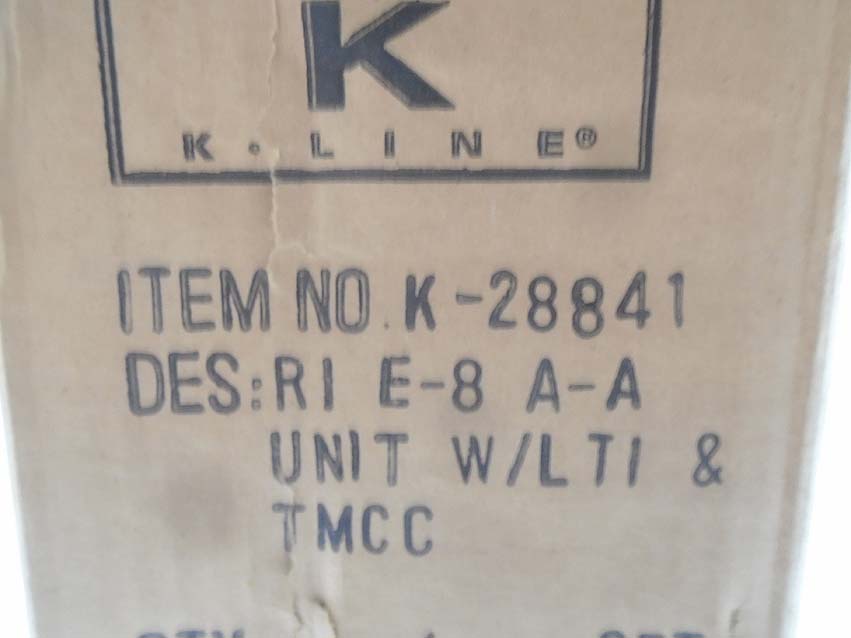 K
K·LINE®
ITEM NO. K-28841
DES: RI E-8 A-A
UNIT W/LTI &
TMCC